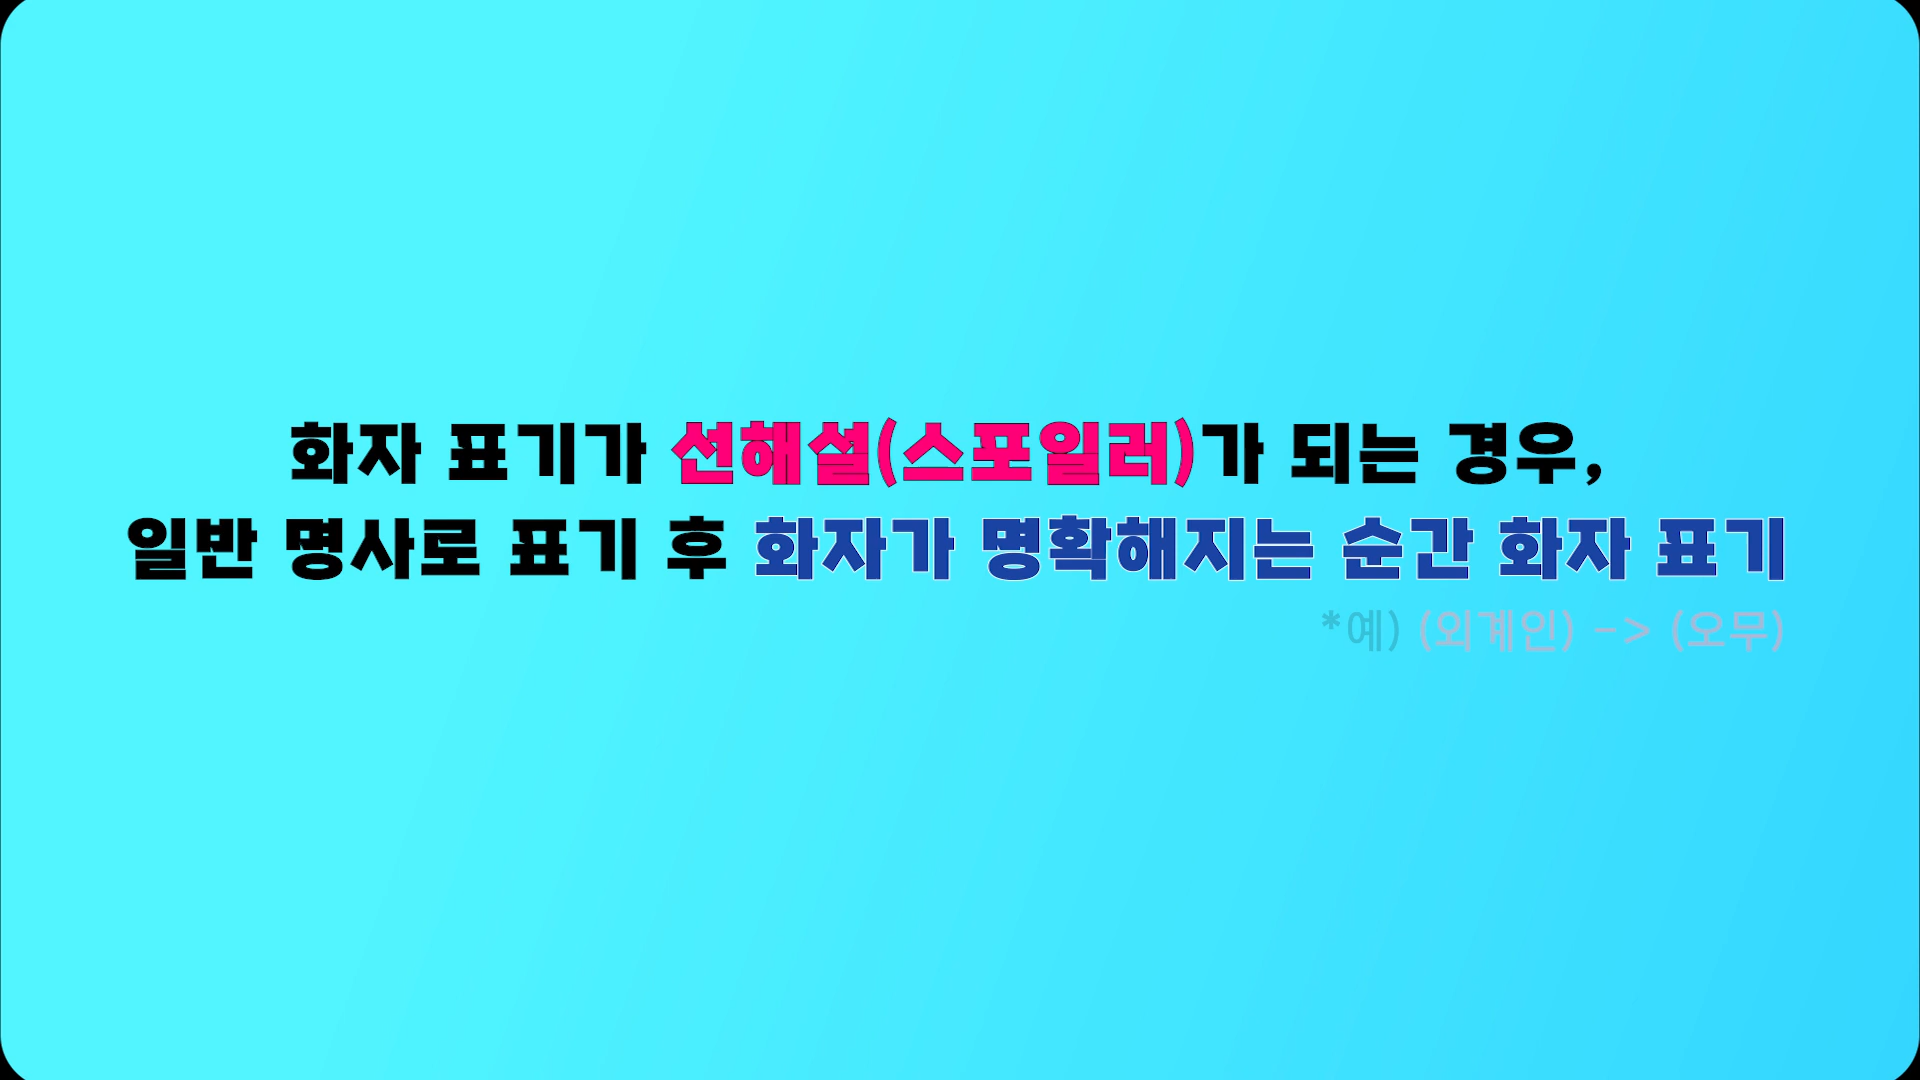 화자 표기가 선해설(스포일러)가 되는 경우,
일반 명사로 표기 후 화자가 명확해지는 순간 화자 표기
*예) (외계인) -> (오무)